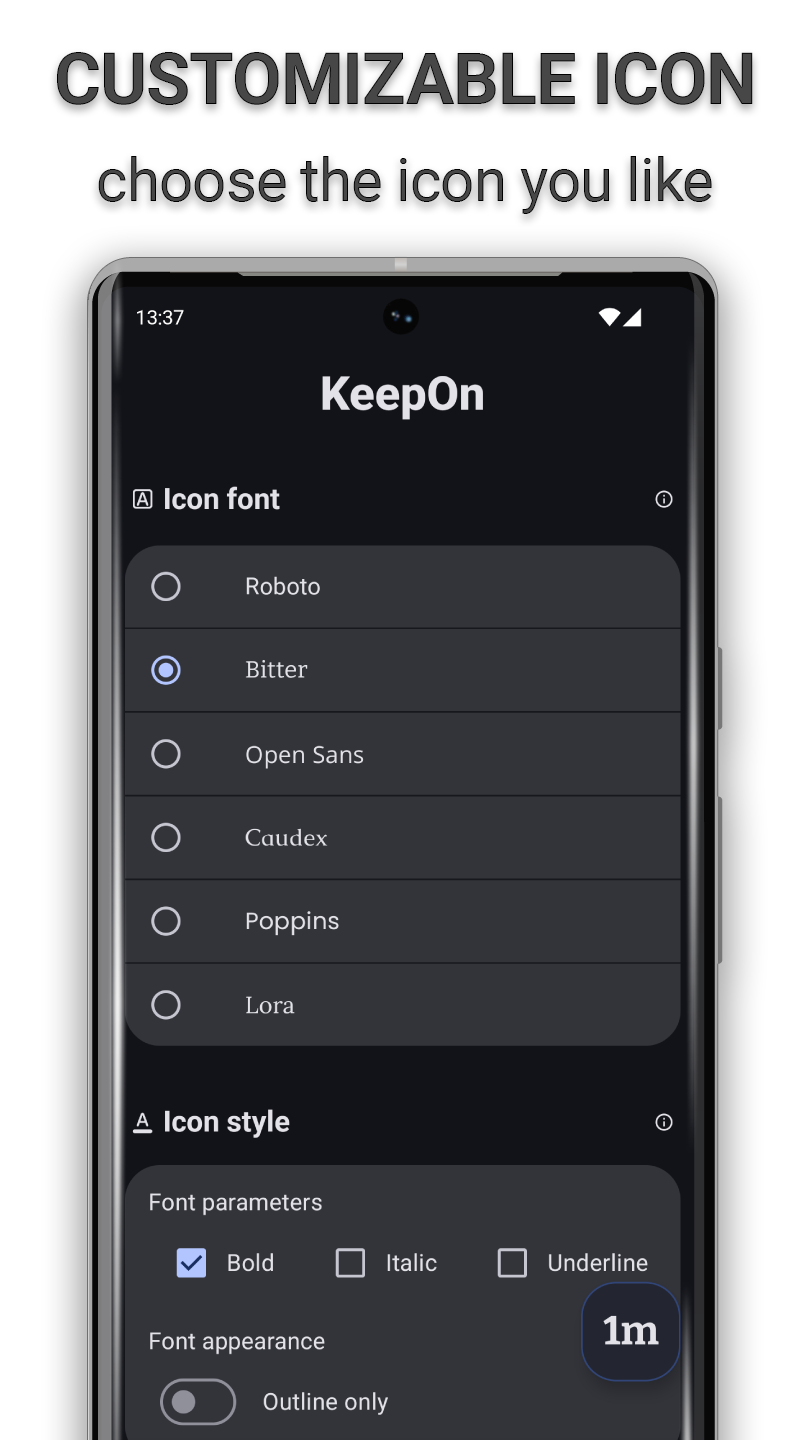 CUSTOMIZABLE ICON
choose the icon you like
13:37
KeepOn
Icon font
Roboto
Bitter
Open Sans
Caudex
Poppins
Lora
Icon style
Font parameters
Bold Italic Underline
1m
Font appearance
Outline only